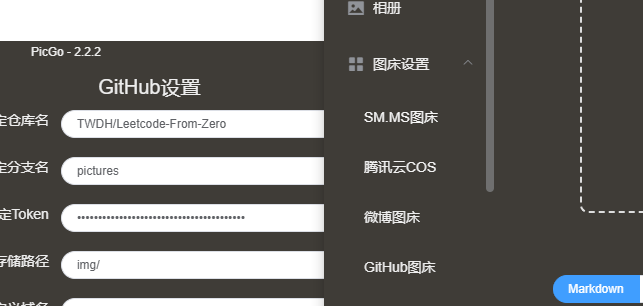 PicGo - 2.2.2
GitHub设置
定仓库名
TWDH/Leetcode-From-Zero
定分支名
pictures
定Token
存储路径
img/
相册
图床设置
SM.MS图床
腾讯云COS
微博图床
GitHub图床
Markdown